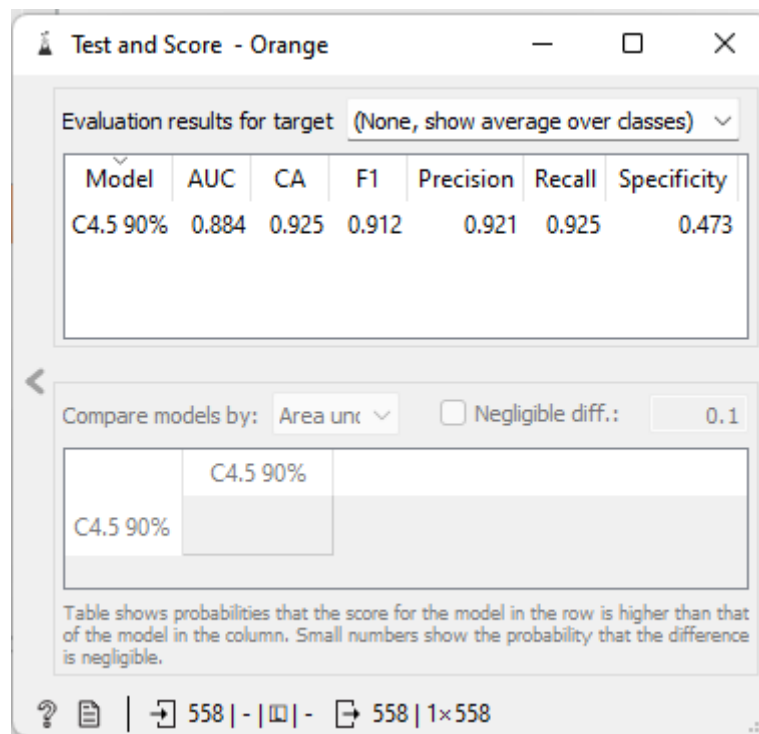 Test and Score - Orange
Evaluation results for target (None, show average over classes)
Model AUC CA F1 Precision Recall Specificity
C4.5 90% 0.884 0.925 0.912 0.921 0.925 0.473
Compare models by: Area und Negligible diff.: 0.1
C4.5 90%
C4.5 90%
Table shows probabilities that the score for the model in the row is higher than that
of the model in the column. Small numbers show the probability that the difference
is negligible.
? 558 | - | - 558 | 1×558